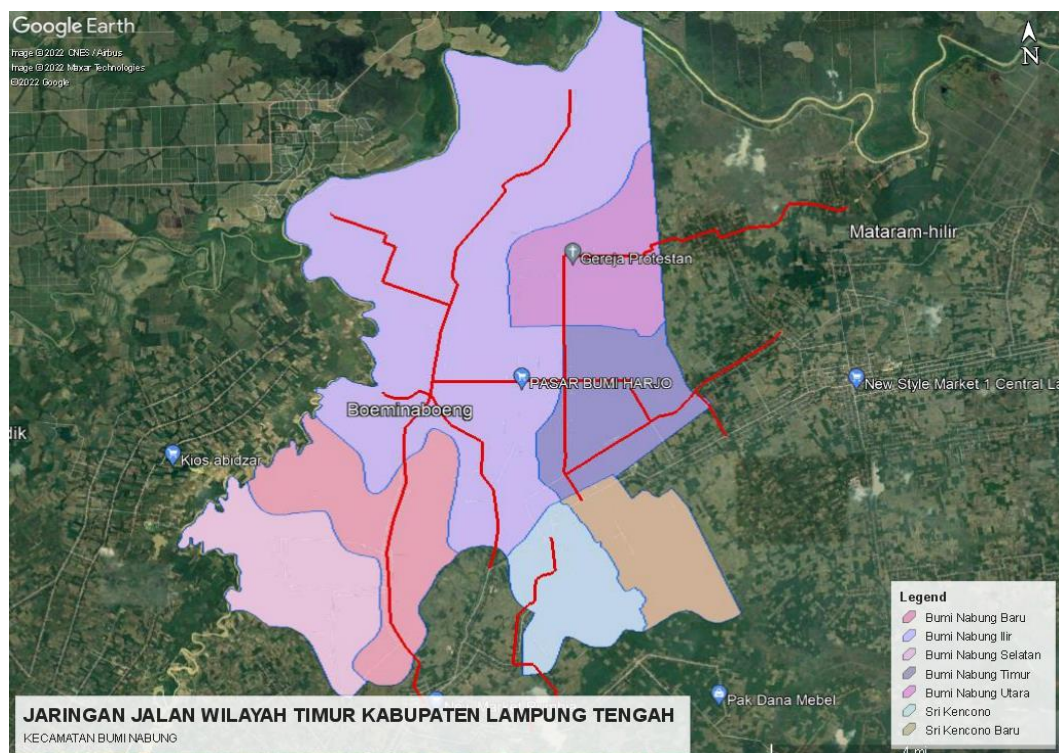 Google Earth
Image © 2022 CNES / Airbus
Image © 2022 Maxar Technologies
©2022 Google
N
Mataram-hilir
Gereja Protestan
PASAR BUMI HARJO
New Style Market 1 Central La
Boeminaboeng
dik
Kios abidzar
Pak Dana Mebel
Legend
Bumi Nabung Baru
Bumi Nabung Ilir
Bumi Nabung Selatan
Bumi Nabung Timur
Bumi Nabung Utara
Sri Kencono
Sri Kencono Baru
JARINGAN JALAN WILAYAH TIMUR KABUPATEN LAMPUNG TENGAH
KECAMATAN BUMI NABUNG
4 mi